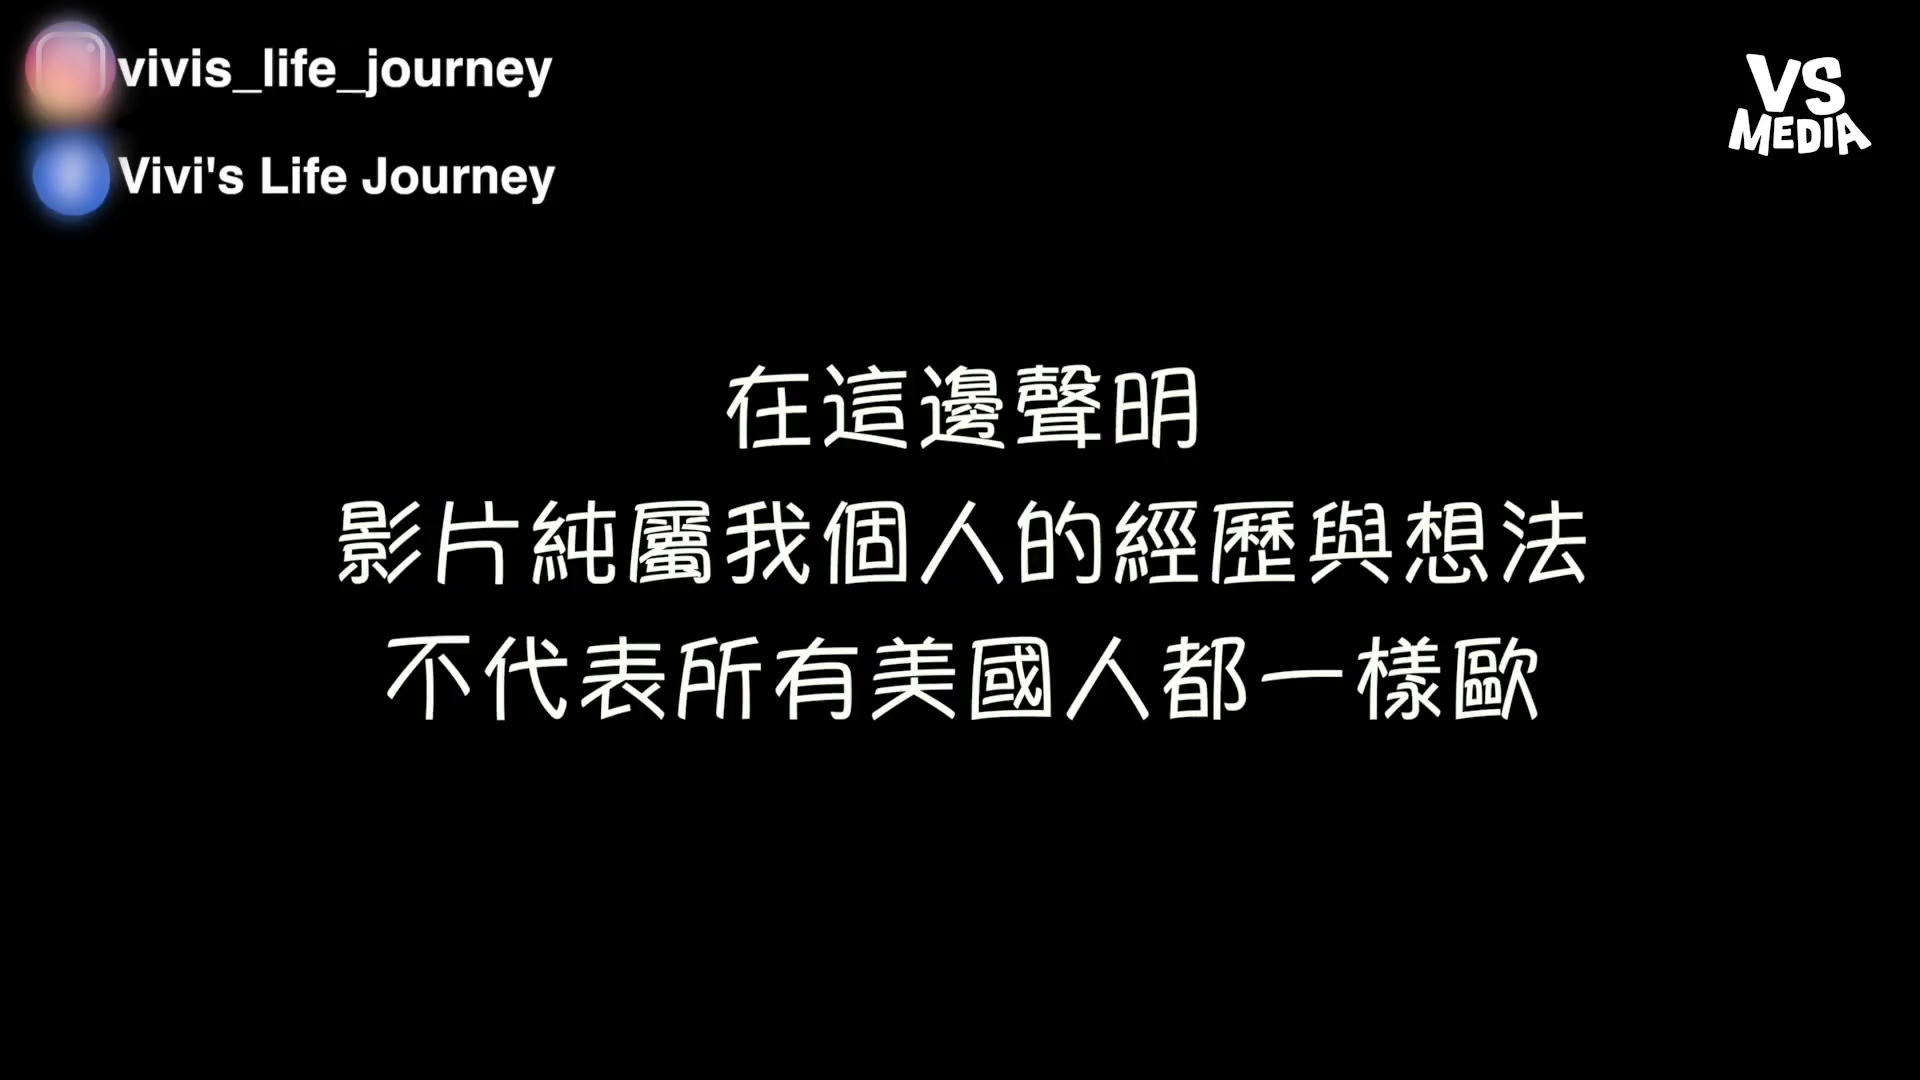 vivis_life_journey
Vivi's Life Journey
VS
MEDIA
在這邊聲明
影片純屬我個人的經歷與想法
不代表所有美國人都一樣歐